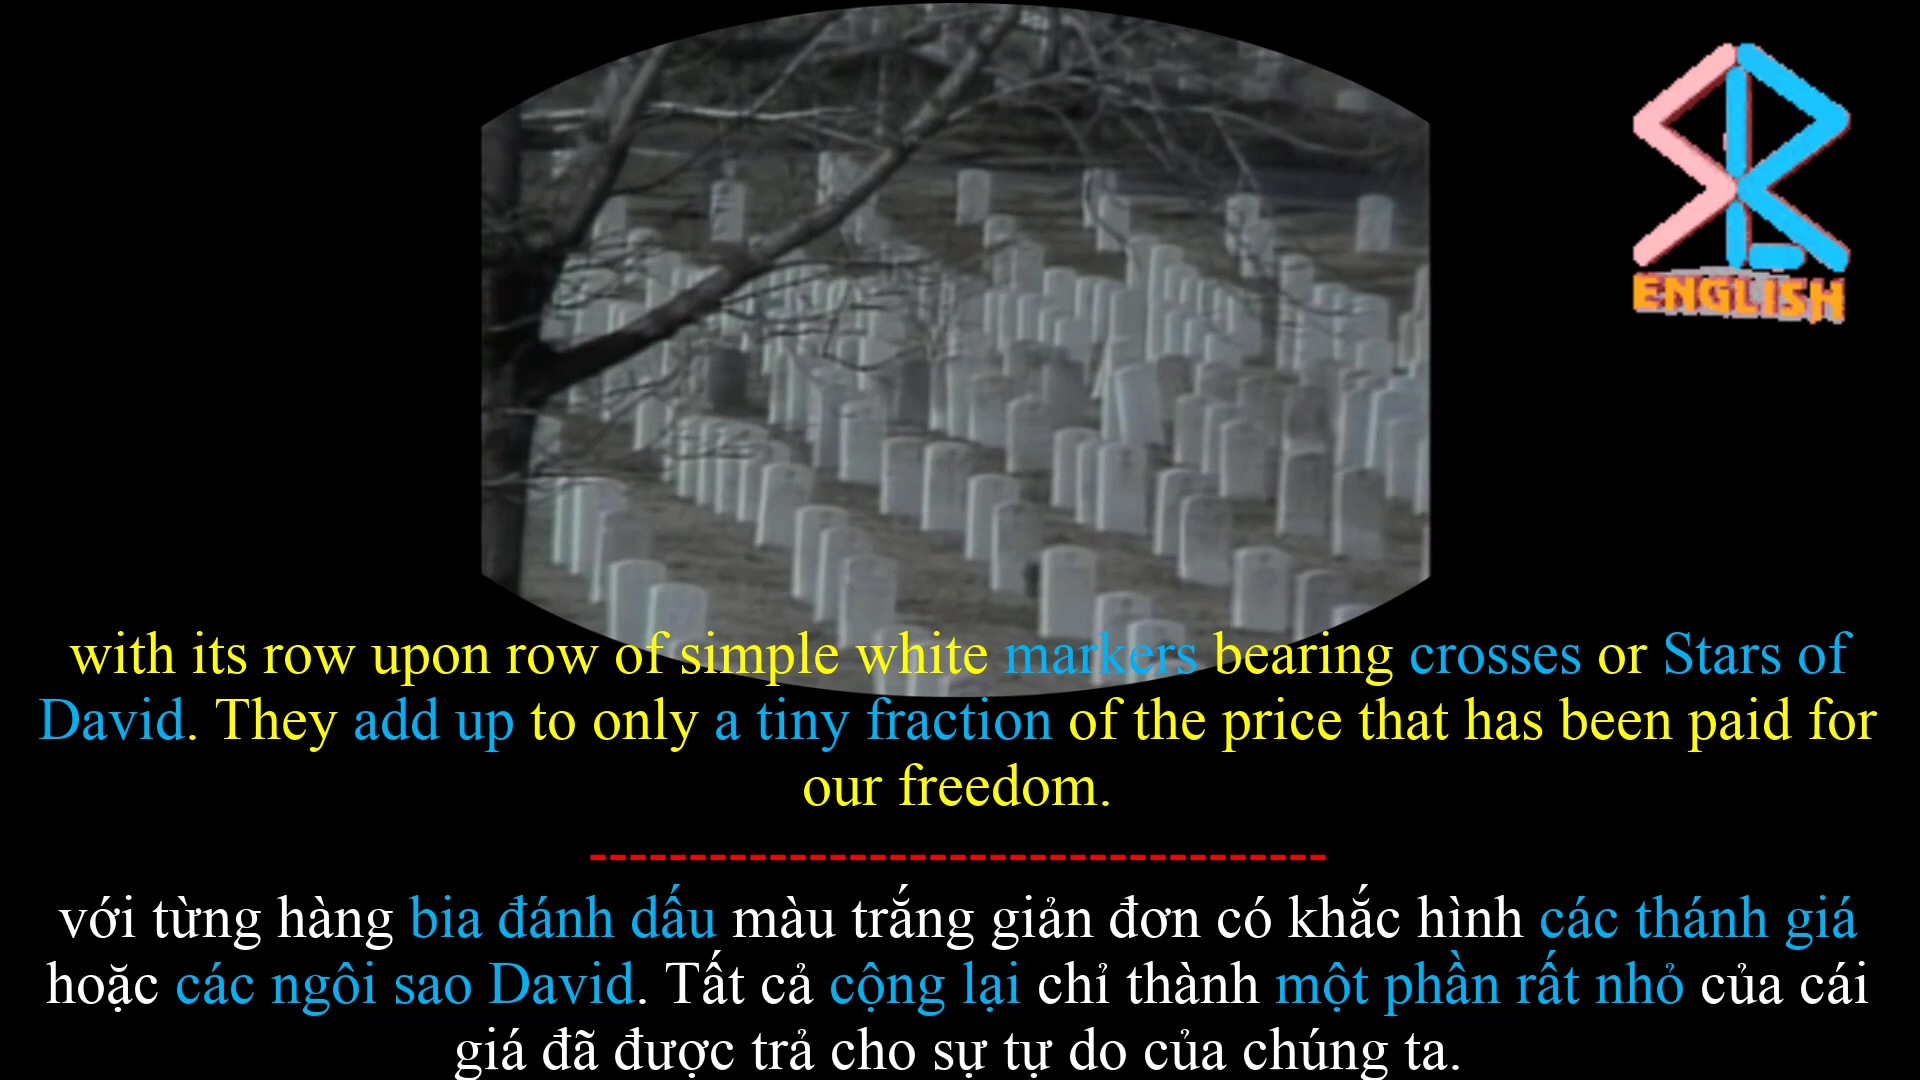 ENGLISH
with its row upon row of simple white markers bearing crosses or Stars of
David. They add up to only a tiny fraction of the price that has been paid for
our freedom.
-------------------------------------
với từng hàng bia đánh dấu màu trắng giản đơn có khắc hình các thánh giá
hoặc các ngôi sao David. Tất cả cộng lại chỉ thành một phần rất nhỏ của cái
giá đã được trả cho sự tự do của chúng ta.